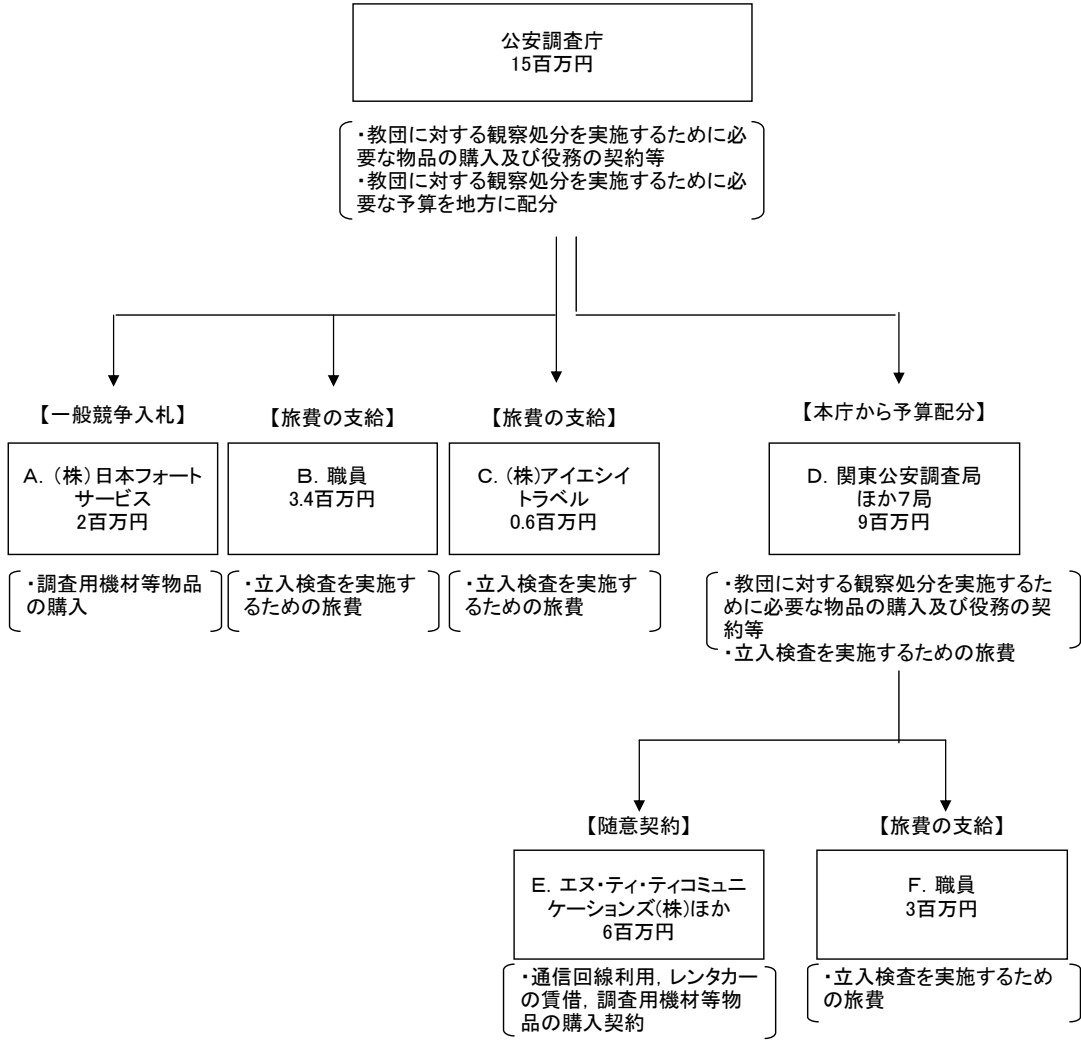 公安調査庁
15百万円
・教団に対する観察処分を実施するために必
要な物品の購入及び役務の契約等
・教団に対する観察処分を実施するために必
要な予算を地方に配分
【一般競争入札】
A．（株）日本フォート
サービス
2百万円
・調査用機材等物品
の購入
【旅費の支給】
B．職員
3.4百万円
・立入検査を実施す
るための旅費
【旅費の支給】
C．（株）アイエシイ
トラベル
0.6百万円
・立入検査を実施す
るための旅費
【本庁から予算配分】
D．関東公安調査局
ほか７局
9百万円
・教団に対する観察処分を実施するた
めに必要な物品の購入及び役務の契
約等
・立入検査を実施するための旅費
【随意契約】
E．エヌ・ティ・ティコミュニ
ケーションズ（株）ほか
6百万円
・通信回線利用，レンタカー
の賃借，調査用機材等物
品の購入契約
【旅費の支給】
F．職員
3百万円
・立入検査を実施するため
の旅費